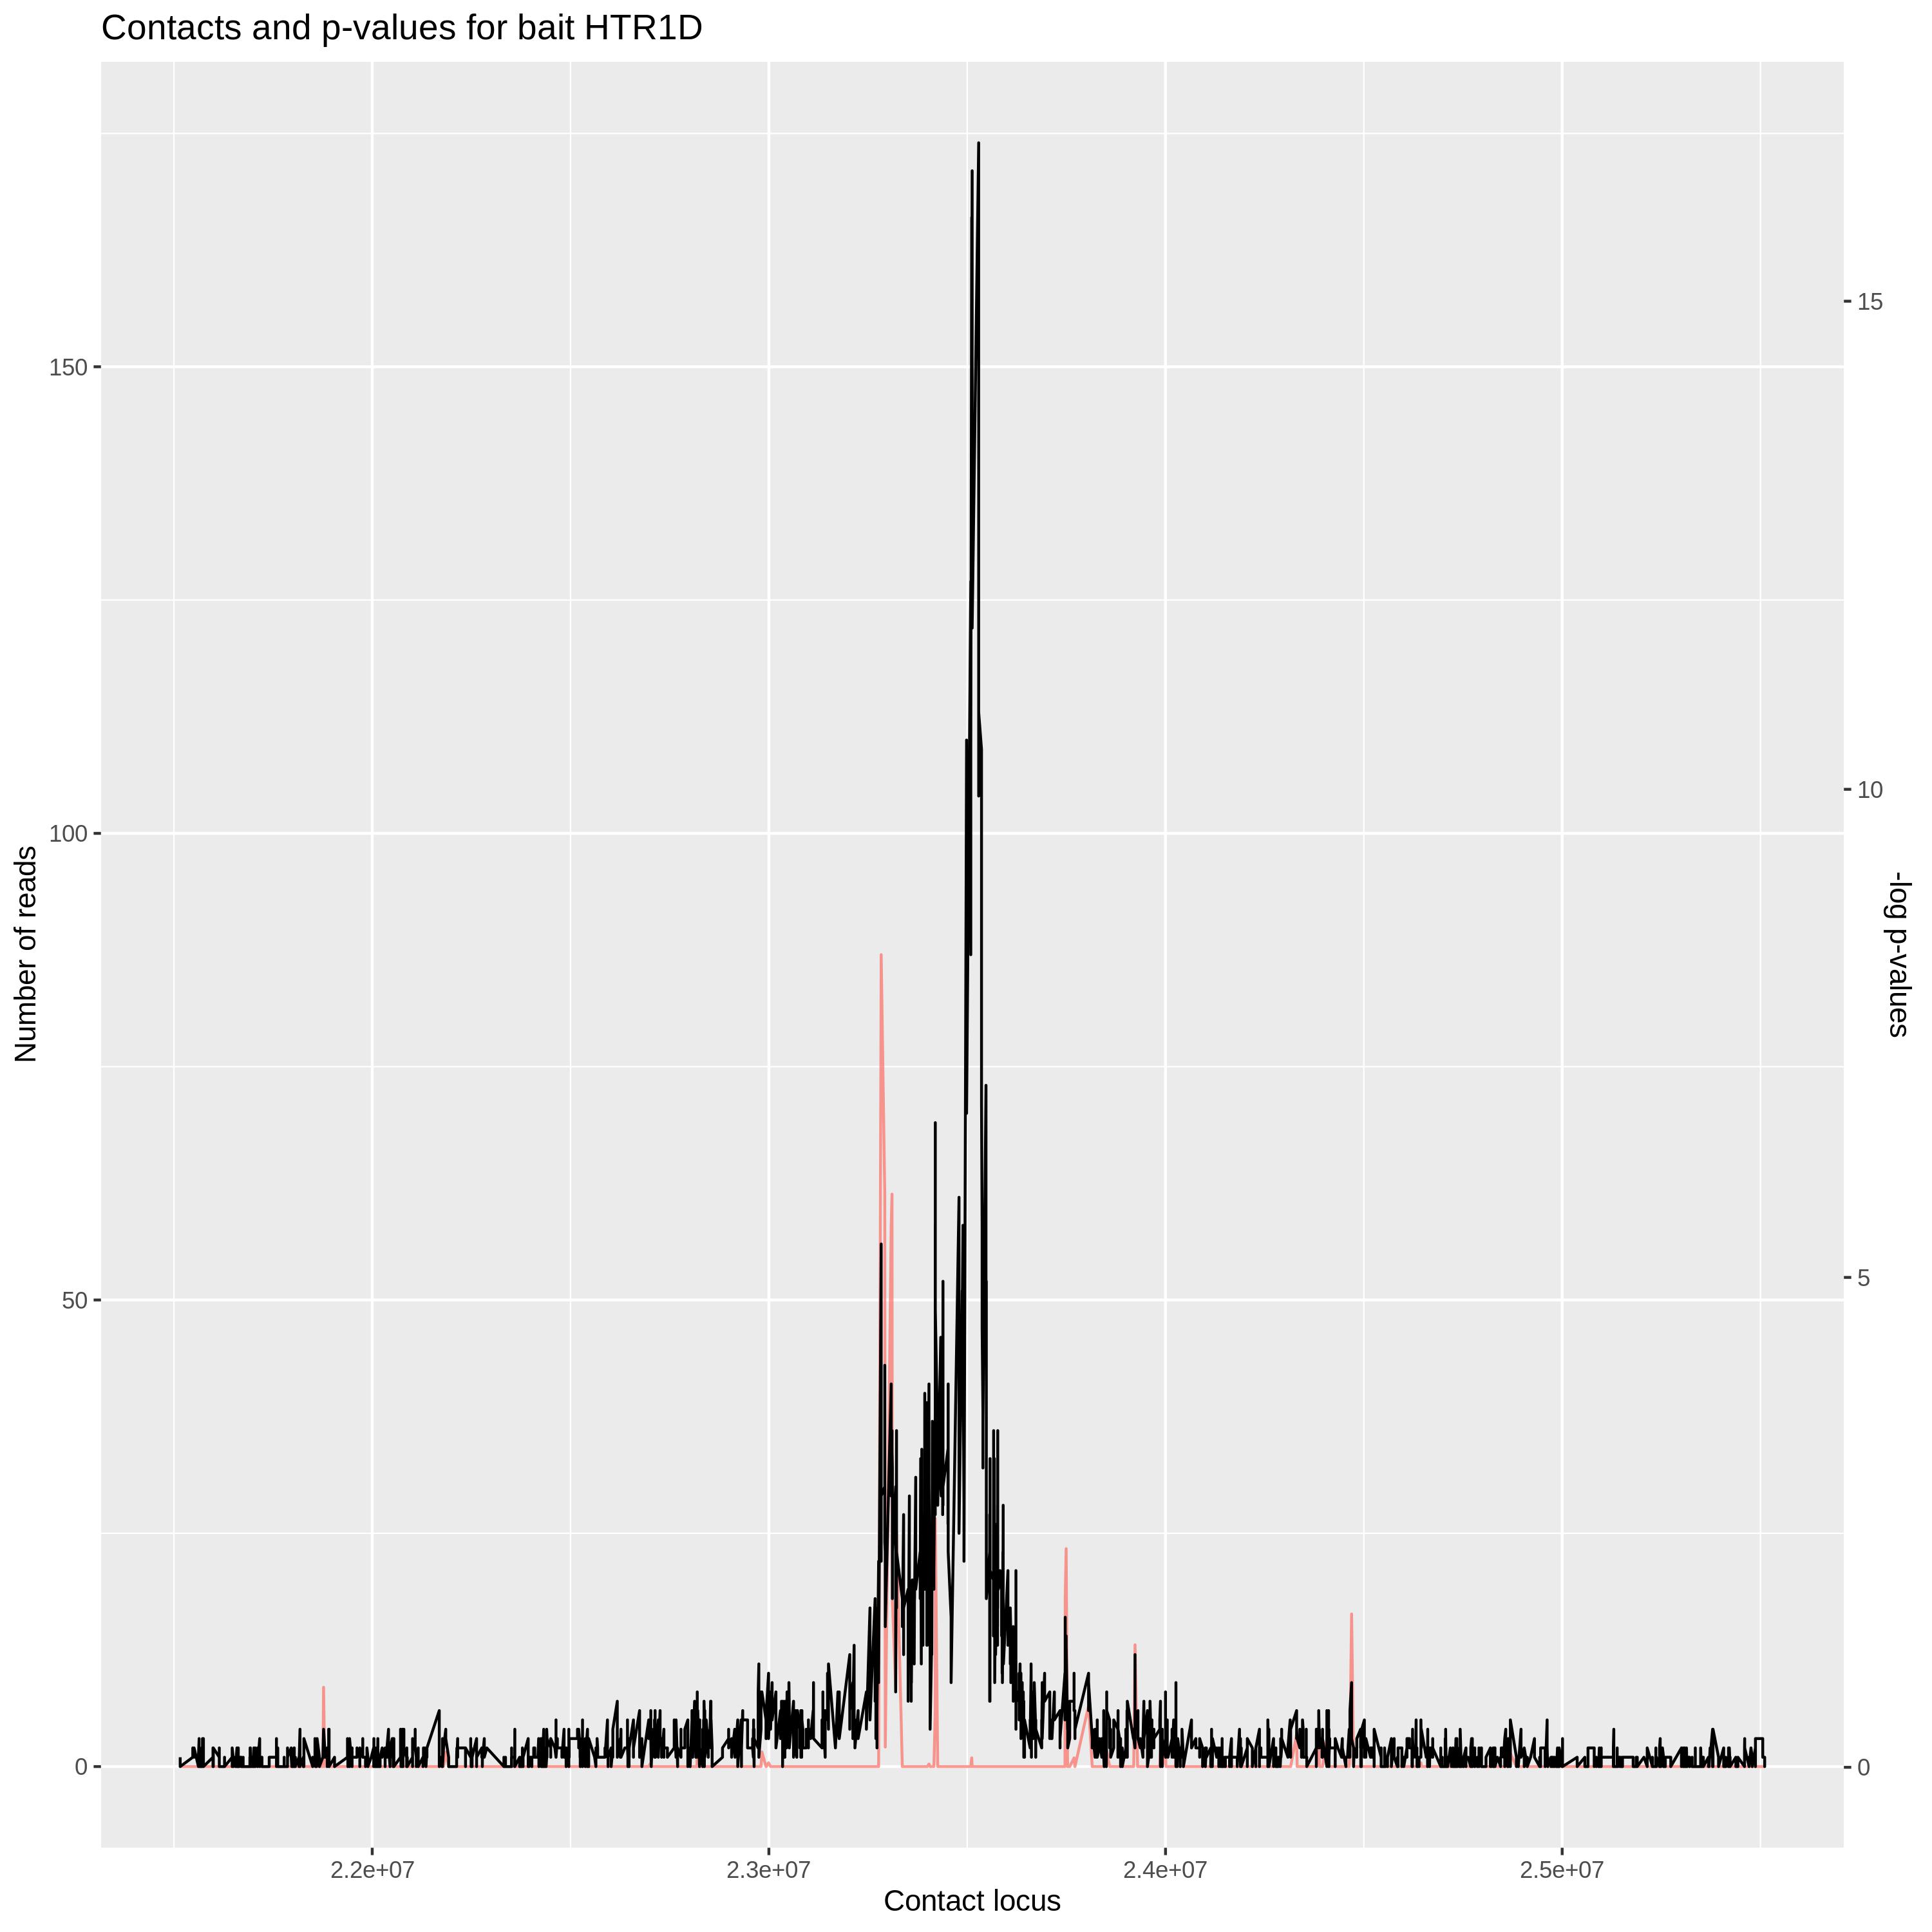 Contacts and p-values for bait HTR1D
Number of reads
150
100
50
0
15
10
5
0
-log p-values
2.2e+07
2.3e+07
2.4e+07
2.5e+07
Contact locus